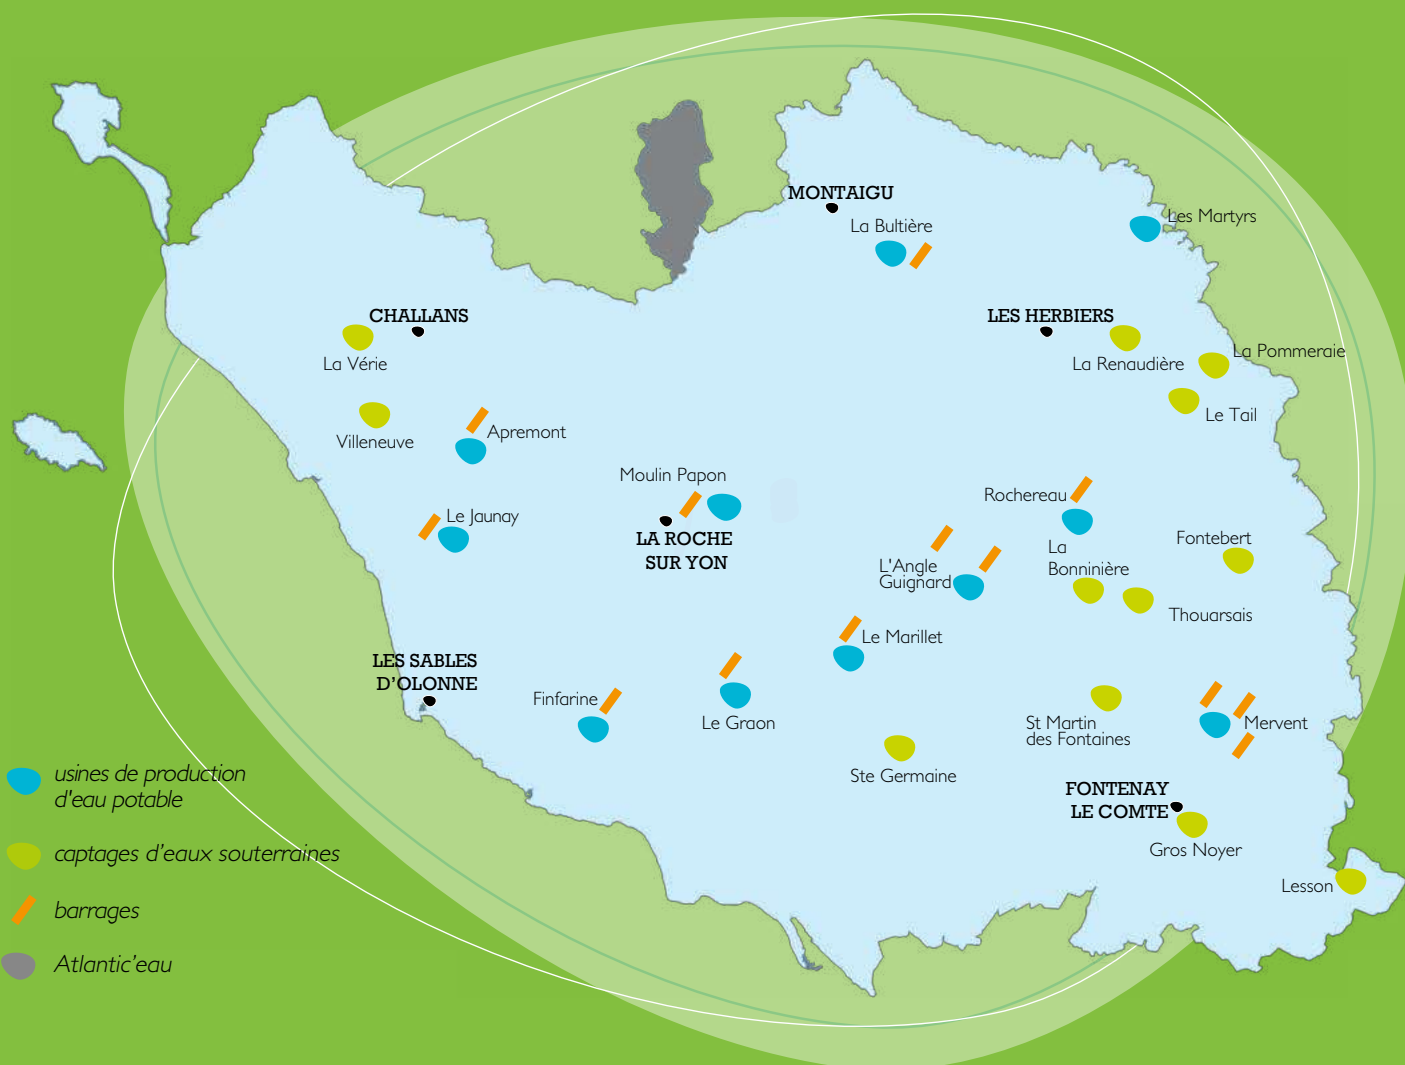 MONTAIGU
La Bultière
Les Martyrs
CHALLANS
La Vérie
LES HERBIERS
La Renaudière
La Pommeraie
Le Tail
Villeneuve
Apremont
Le Jaunay
Moulin Papon
LA ROCHE
SUR YON
Rochereau
La
Bonninière
Fontebert
Thouarsais
L'Angle
Guignard
Le Marillet
LES SABLES
D'OLONNE
Finfarine
Le Graon
St Martin
des Fontaines
Mervent
Ste Germaine
FONTENAY
LE COMTE
Gros Noyer
Lesson
usines de production
d'eau potable
captages d'eaux souterraines
barrages
Atlantic'eau